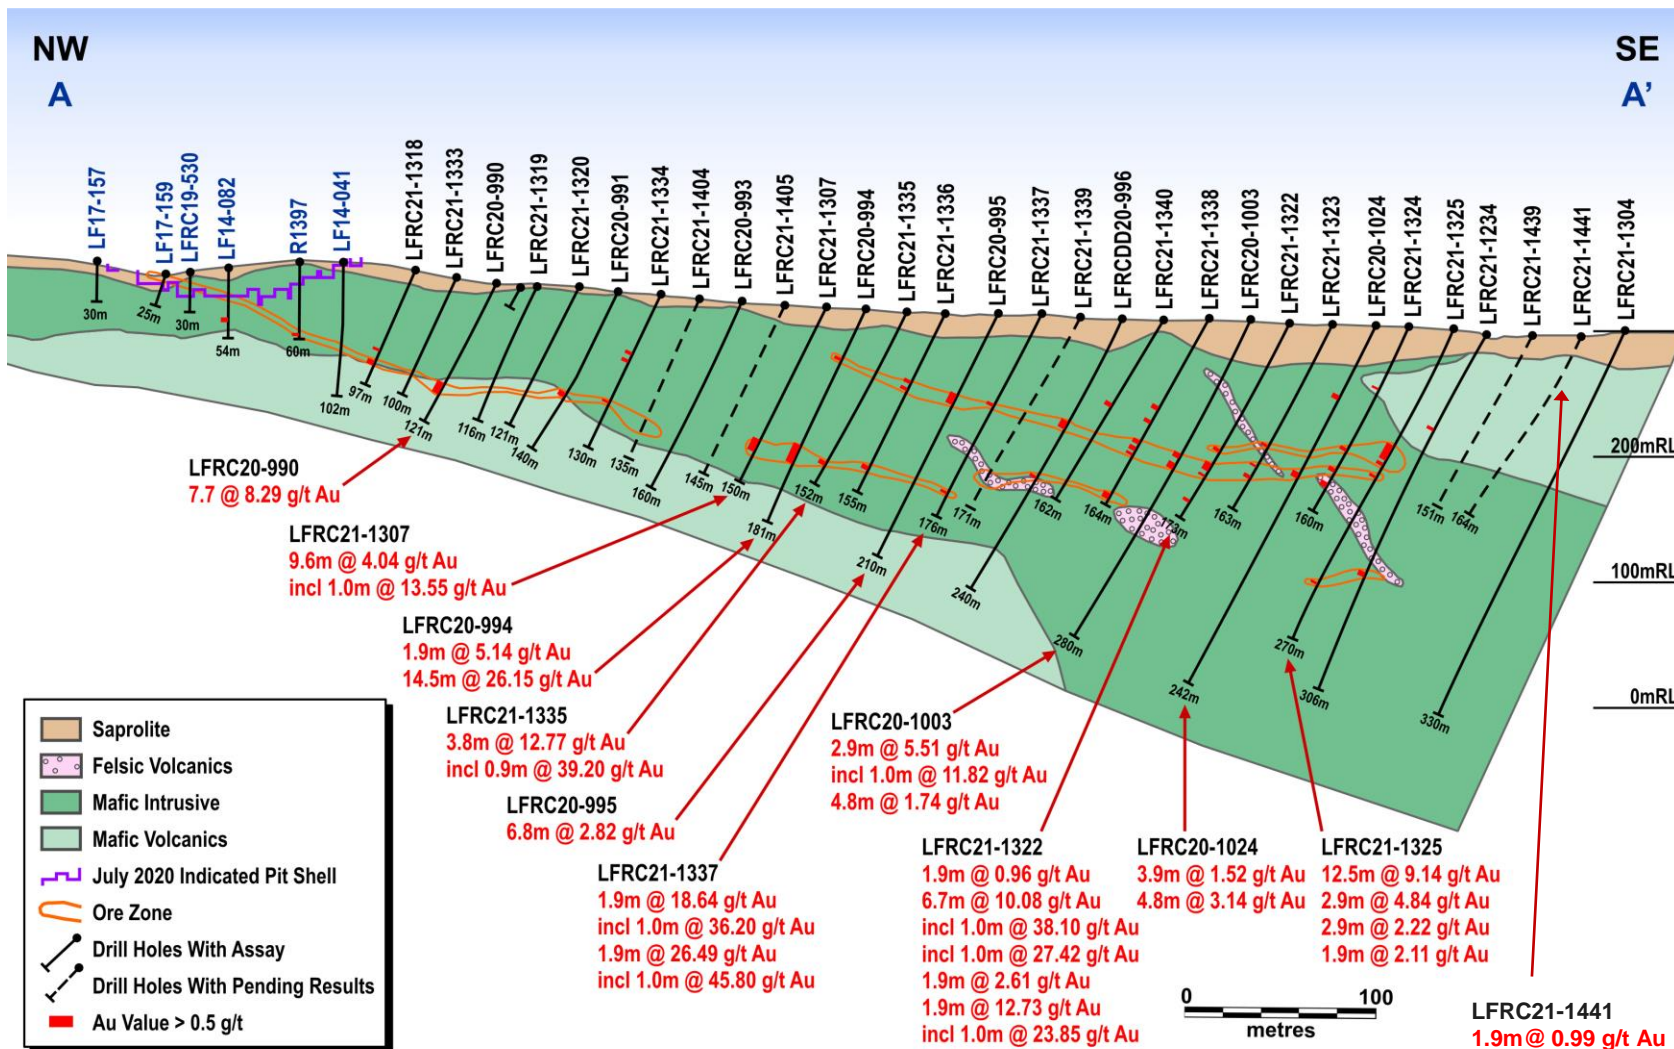 NW
A
SE
A'
LF17-157
LF17-159
LFRC19-530
LF14-082
R1397
LF14-041
LFRC21-1318
LFRC21-1333
LFRC20-990
LFRC21-1319
LFRC21-1320
LFRC20-991
LFRC21-1334
LFRC21-1404
LFRC20-993
LFRC21-1405
LFRC21-1307
LFRC20-994
LFRC21-1335
LFRC21-1336
LFRC20-995
LFRC21-1337
LFRC21-1339
LFRCDD20-996
LFRC21-1340
LFRC21-1338
LFRC20-1003
LFRC21-1322
LFRC21-1323
LFRC20-1024
LFRC21-1324
LFRC21-1325
LFRC21-1234
LFRC21-1439
LFRC21-1441
LFRC21-1304
30m
25m
30m
54m
60m
102m
97m
100m
121m
116m
121m
140m
130m
135m
160m
145m
150m
181m
152m
155m
210m
176m
171m
240m
162m
164m
280m
173m
242m
163m
160m
270m
306m
330m
151m
164m
200mRL
100mRL
0mRL
LFRC20-990
7.7 @ 8.29 g/t Au
LFRC21-1307
9.6m @ 4.04 g/t Au
incl 1.0m @ 13.55 g/t Au
LFRC20-994
1.9m @ 5.14 g/t Au
14.5m @ 26.15 g/t Au
LFRC21-1335
3.8m @ 12.77 g/t Au
incl 0.9m @ 39.20 g/t Au
LFRC20-995
6.8m @ 2.82 g/t Au
LFRC21-1337
1.9m @ 18.64 g/t Au
incl 1.0m @ 36.20 g/t Au
1.9m @ 26.49 g/t Au
incl 1.0m @ 45.80 g/t Au
LFRC20-1003
2.9m @ 5.51 g/t Au
incl 1.0m @ 11.82 g/t Au
4.8m @ 1.74 g/t Au
LFRC21-1322
1.9m @ 0.96 g/t Au
6.7m @ 10.08 g/t Au
incl 1.0m @ 38.10 g/t Au
incl 1.0m @ 27.42 g/t Au
1.9m @ 2.61 g/t Au
1.9m @ 12.73 g/t Au
incl 1.0m @ 23.85 g/t Au
LFRC20-1024
3.9m @ 1.52 g/t Au
4.8m @ 3.14 g/t Au
LFRC21-1325
12.5m @ 9.14 g/t Au
2.9m @ 4.84 g/t Au
2.9m @ 2.22 g/t Au
1.9m @ 2.11 g/t Au
LFRC21-1441
1.9m@ 0.99 g/t Au
Saprolite
Felsic Volcanics
Mafic Intrusive
Mafic Volcanics
July 2020 Indicated Pit Shell
Ore Zone
Drill Holes With Assay
Drill Holes With Pending Results
Au Value > 0.5 g/t
0 100
metres